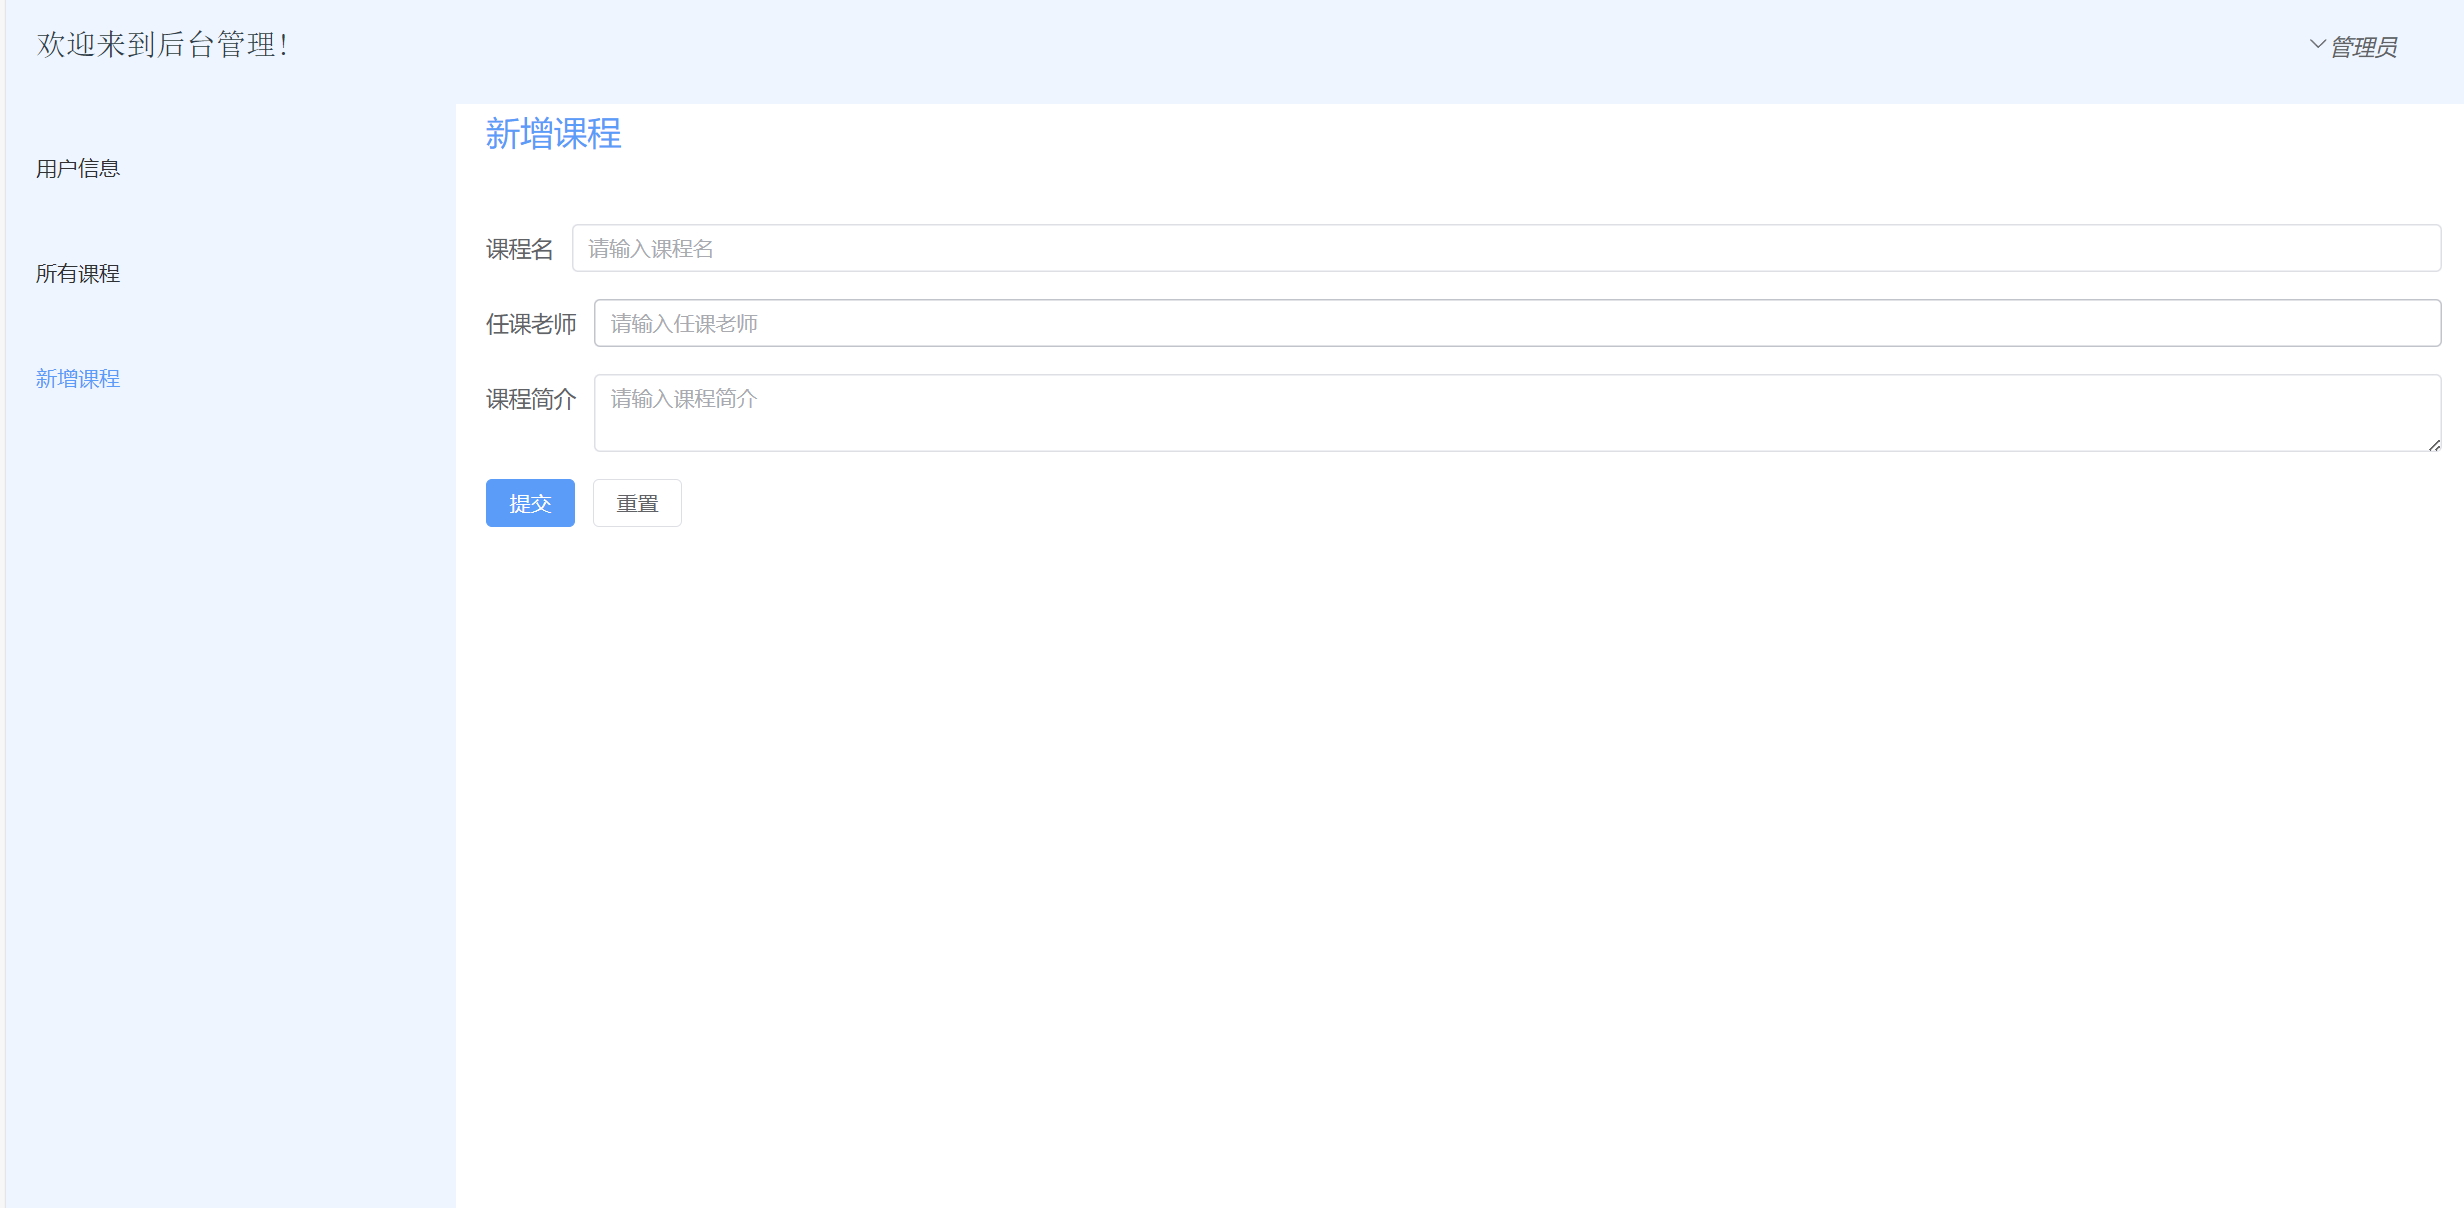 欢迎来到后台管理!
管理员
用户信息
所有课程
新增课程
新增课程
课程名 请输入课程名
任课老师 请输入任课老师
课程简介 请输入课程简介
提交 重置